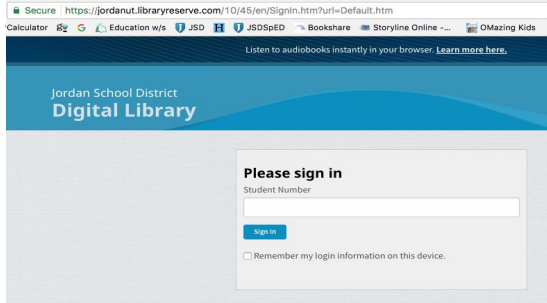 Secure https://jordanut.libraryreserve.com/10/45/en/SignIn.htm?url=Default.htm
Calculator G Education w/s JSD H JSDSpED Bookshare Storyline Online -... OMazing Kids
Listen to audiobooks instantly in your browser. Learn more here.
Jordan School District
Digital Library
Please sign in
Student Number
Sign in
Remember my login information on this device.